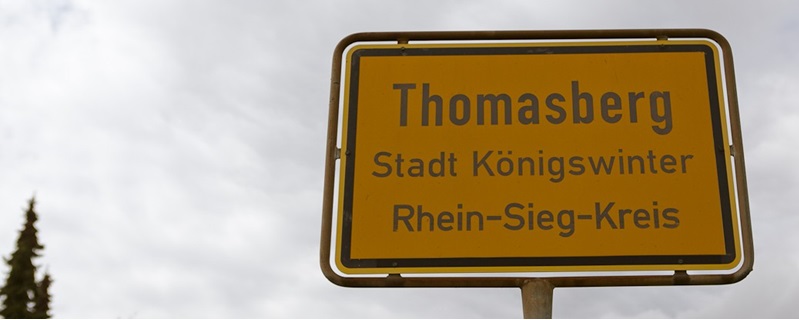 Thomasberg
Stadt Königswinter
Rhein-Sieg-Kreis